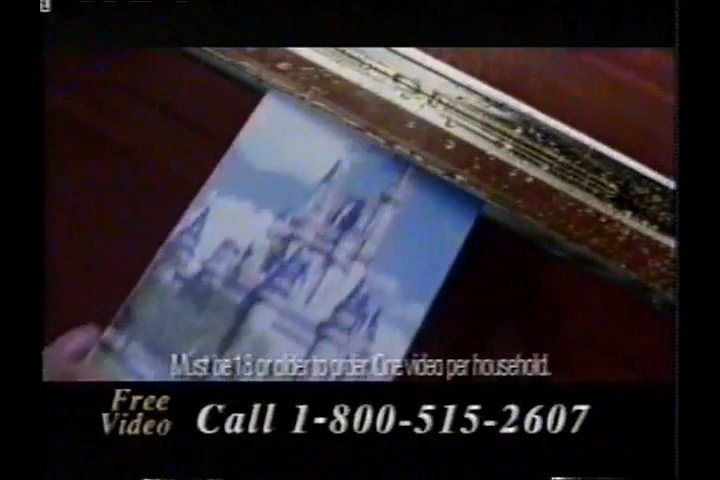 Must be 18 or older to order. One video per household.
Free
Video
Call 1-800-515-2607